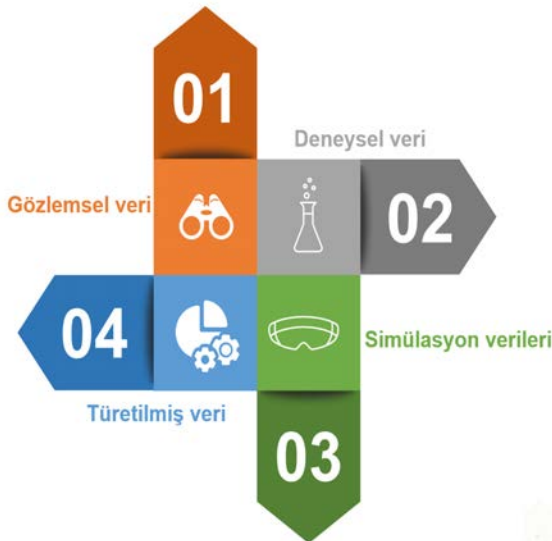 01
Deneysel veri
Gözlemsel veri
02
04
Simülasyon verileri
Türetilmiş veri
03